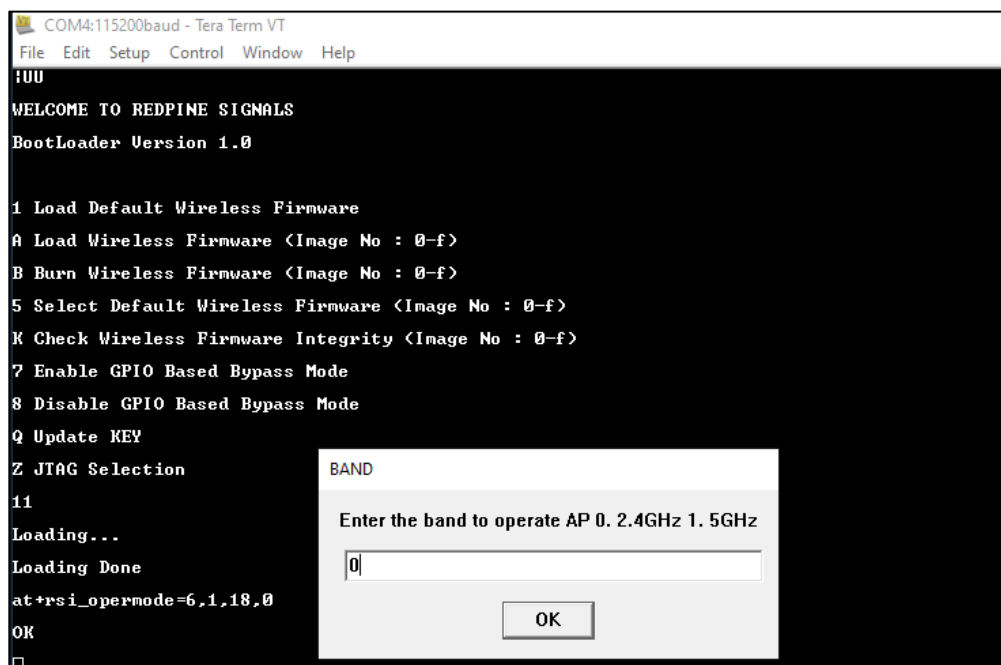 COM4:115200baud - Tera Term VT
File Edit Setup Control Window Help
¦UU
WELCOME TO REDPINE SIGNALS
BootLoader Version 1.0
1 Load Default Wireless Firmware
A Load Wireless Firmware (Image No : 0-f)
B Burn Wireless Firmware (Image No : 0-f)
5 Select Default Wireless Firmware (Image No : 0-f)
K Check Wireless Firmware Integrity (Image No : 0-f)
7 Enable GPIO Based Bypass Mode
8 Disable GPIO Based Bypass Mode
Q Update KEY
Z JTAG Selection
11
Loading...
Loading Done
at+rsi_opermode=6,1,18,0
OK
BAND
Enter the band to operate AP 0. 2.4GHz 1. 5GHz
0
OK